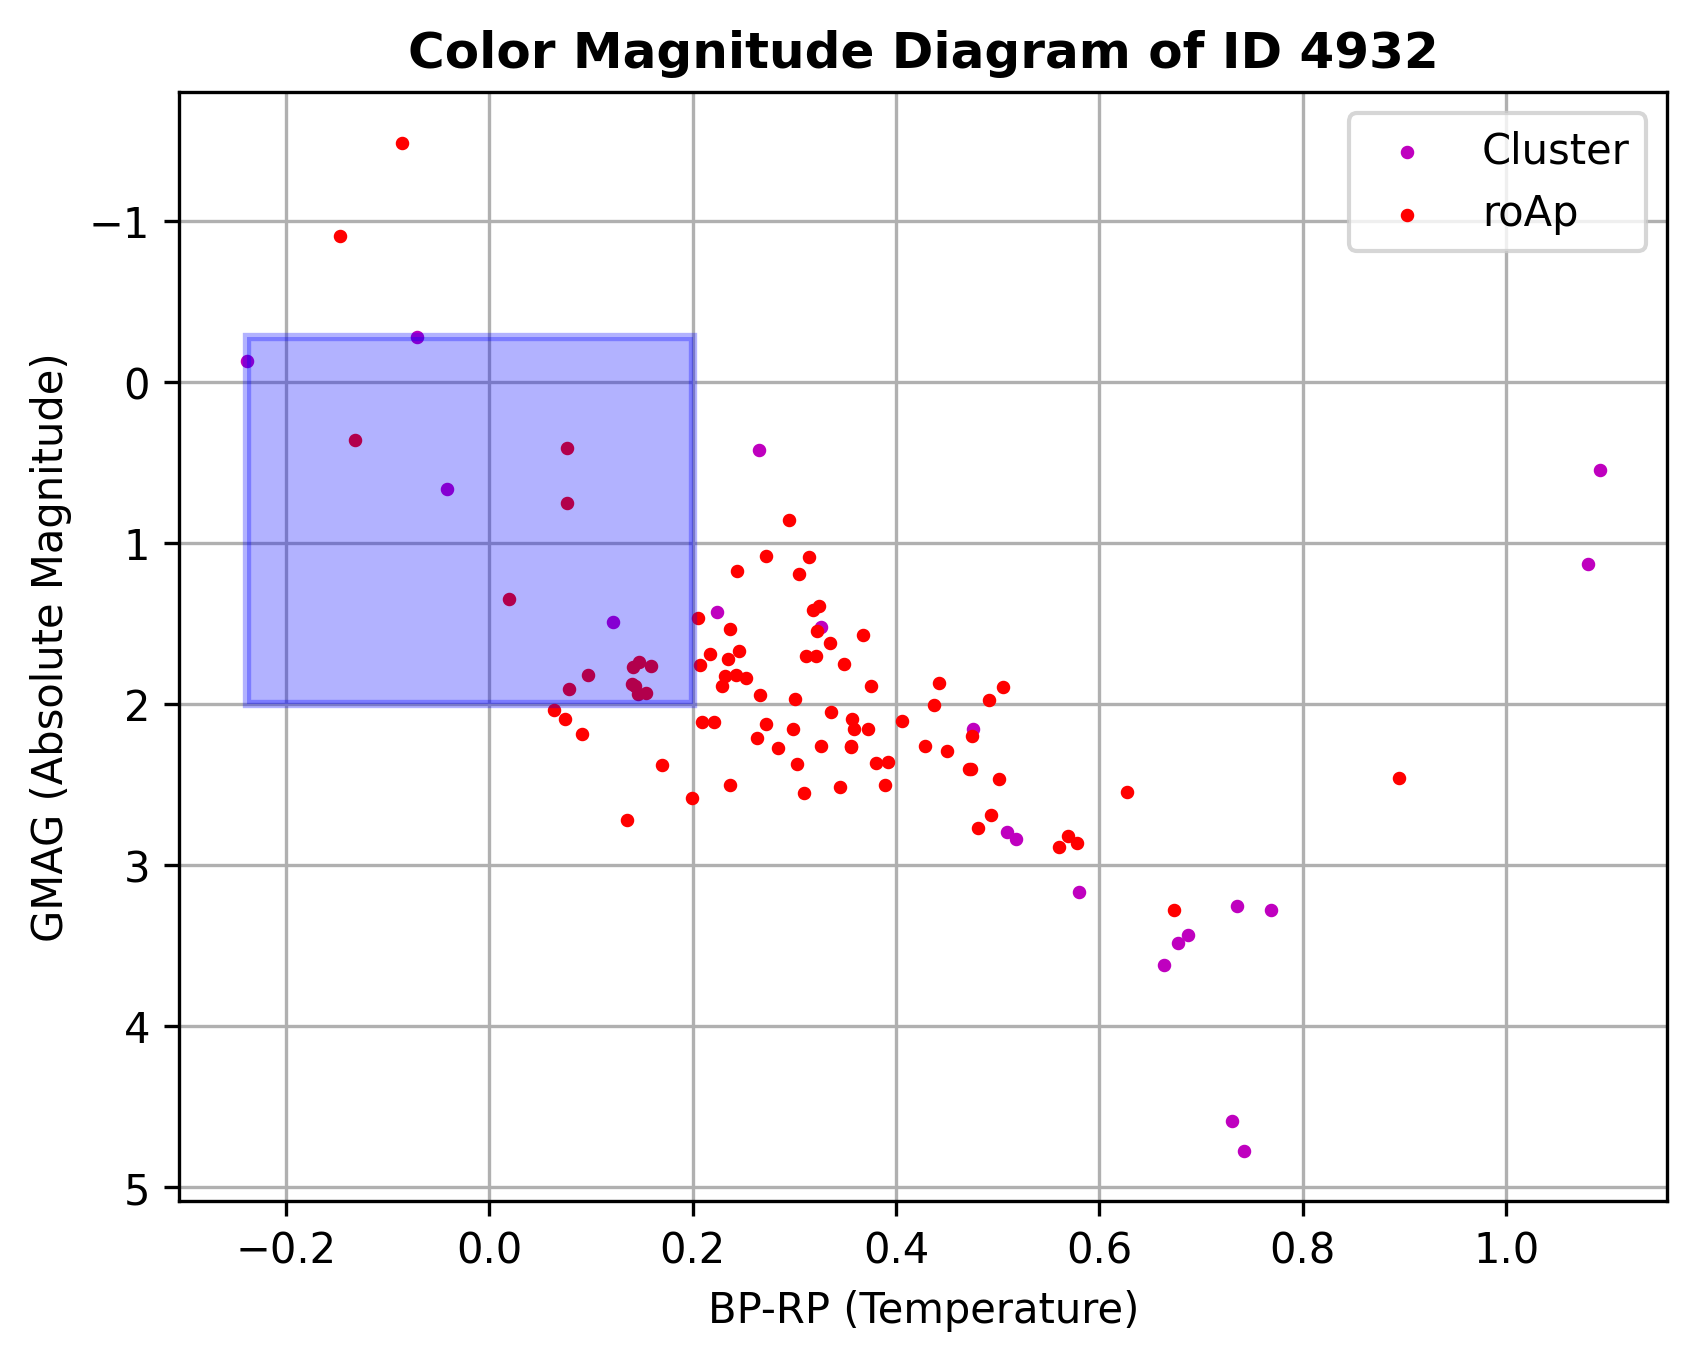 Color Magnitude Diagram of ID 4932
Cluster
roAp
−1
0
1
2
3
4
5
GMAG (Absolute Magnitude)
−0.2 0.0 0.2 0.4 0.6 0.8 1.0
BP-RP (Temperature)